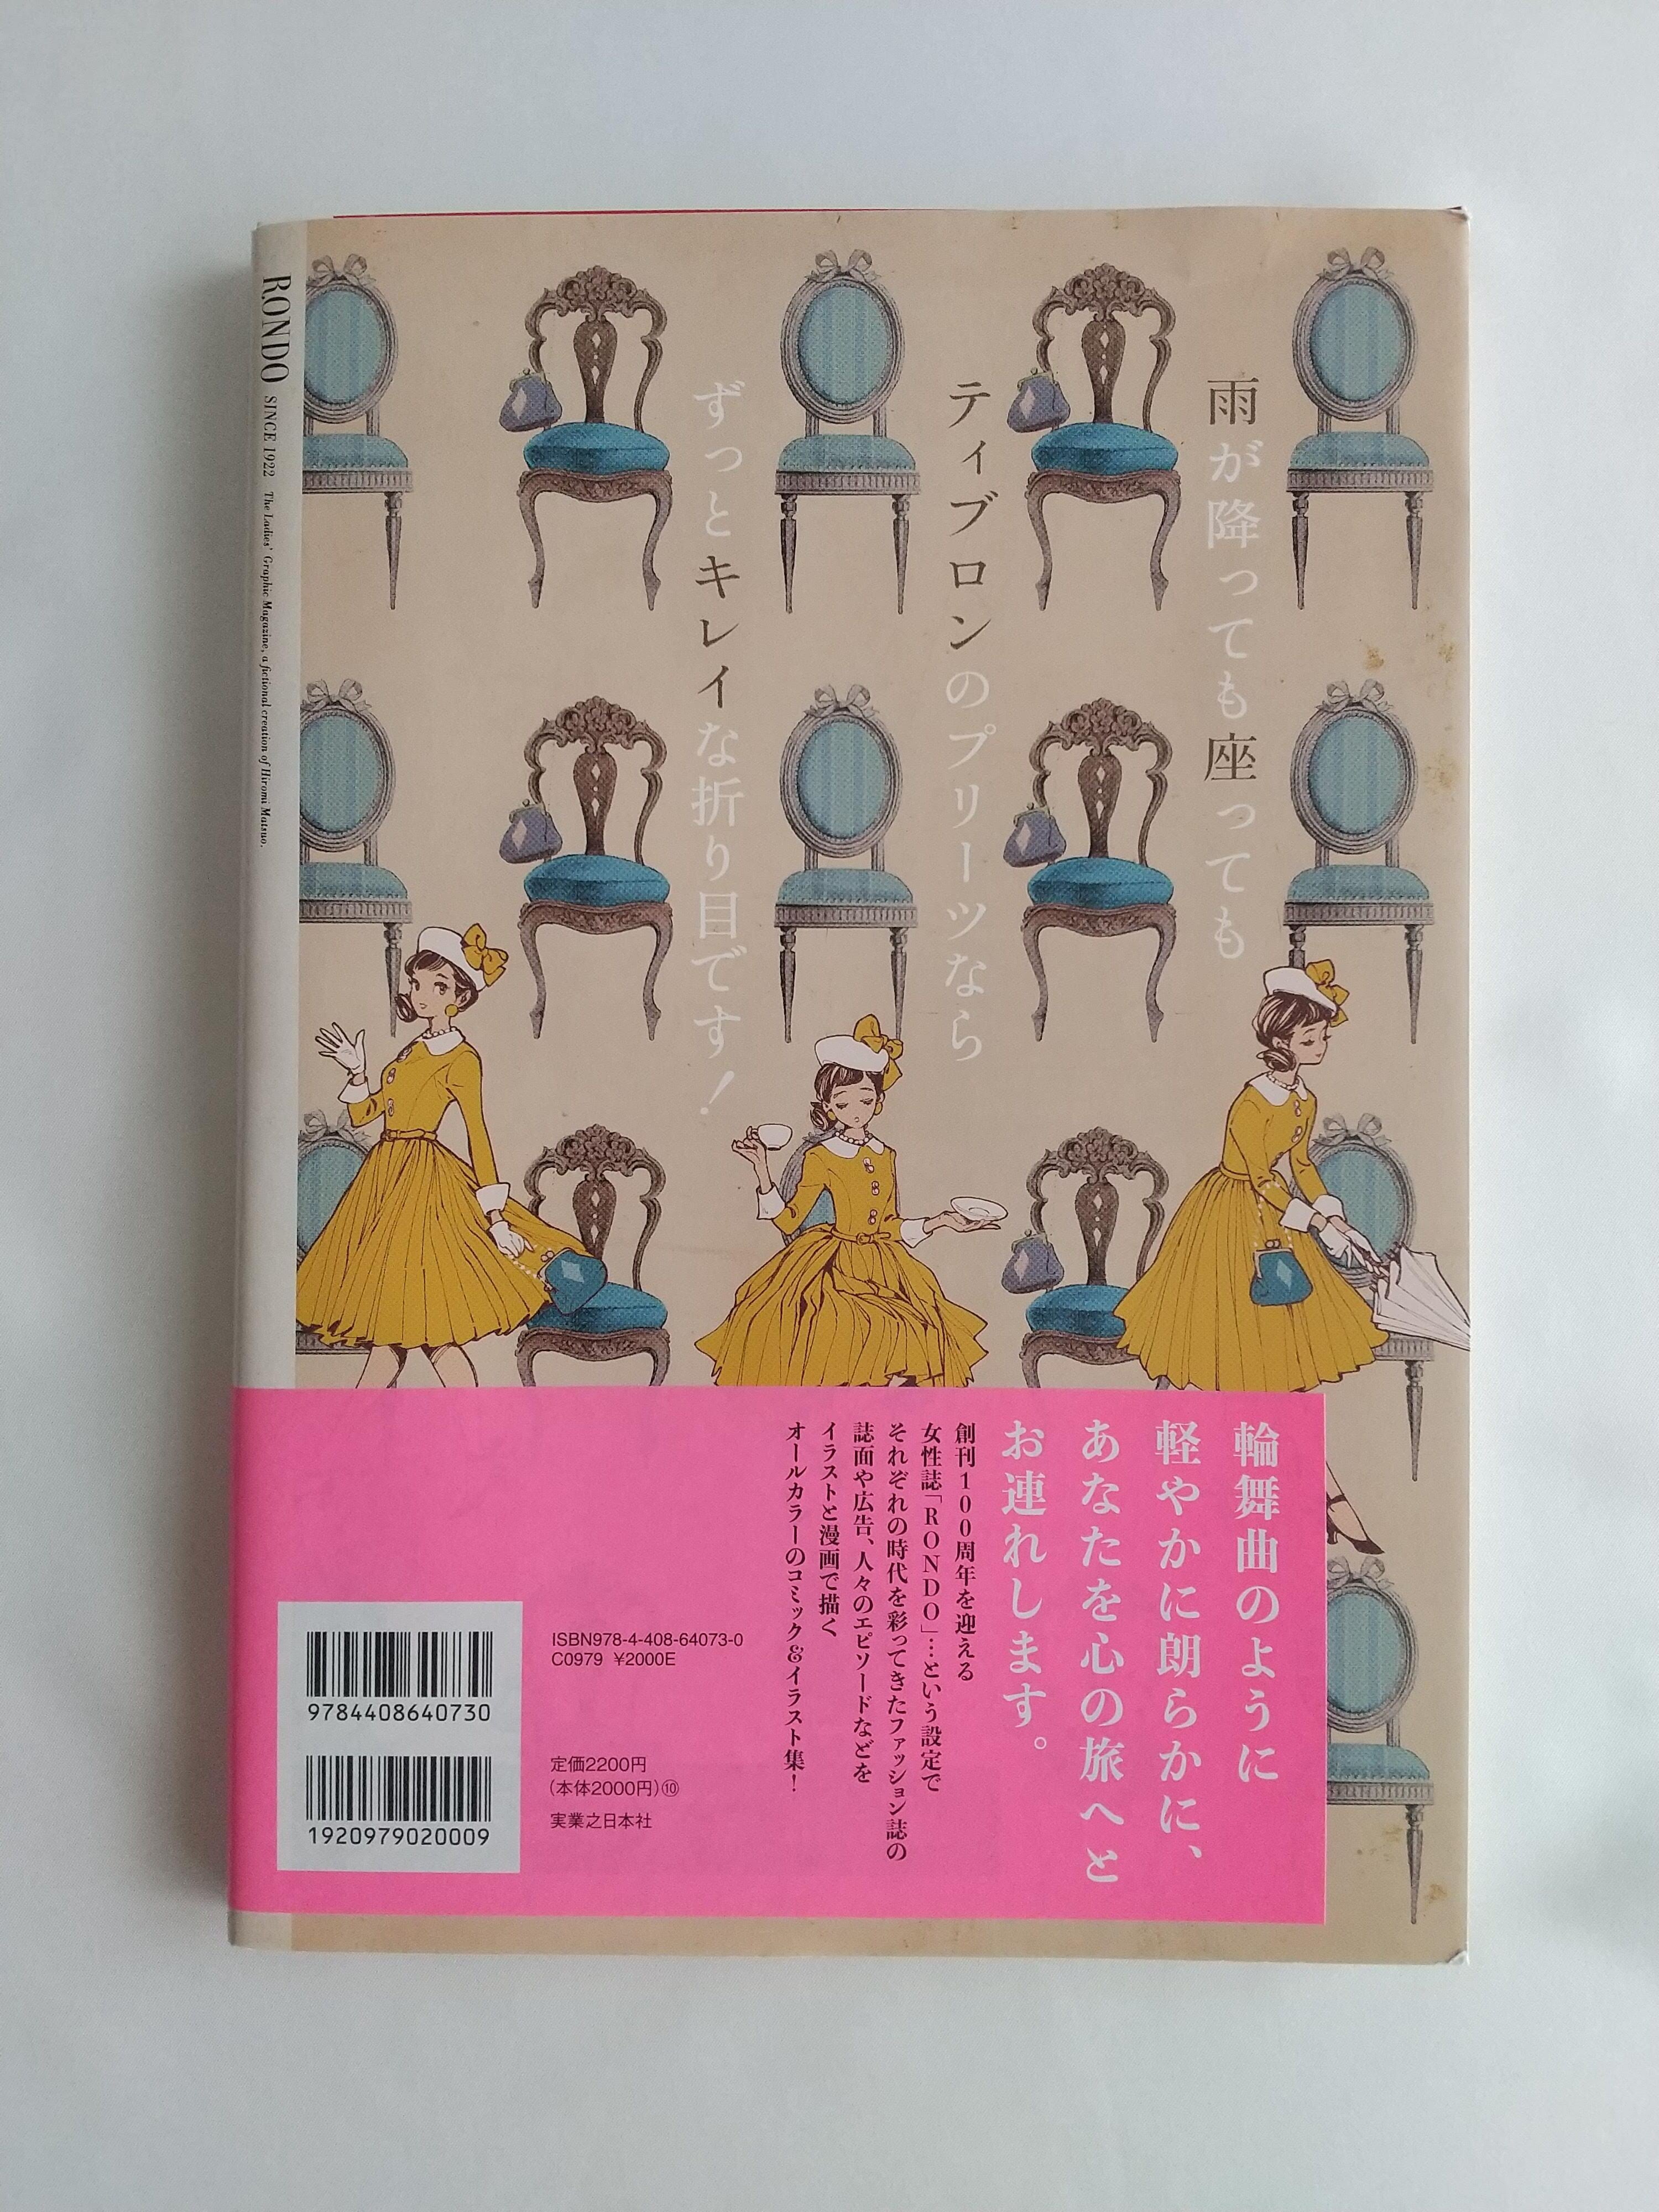 RONDO SINCE 1922 The Ladies' Graphic Magazine, a fictional creation of Hiromi Matsuo.
雨が降っても座っても
ティブロンのプリーツなら
ずっとキレイな折り目です！
輪舞曲のように
軽やかに朗らかに、
あなたを心の旅へと
お連れします。
創刊100周年を迎える
女性誌「RONDO」…という設定で
それぞれの時代を彩ってきたファッション誌の
誌面や広告、人々のエピソードなどを
イラストと漫画で描く
オールカラーのコミック&イラスト集！
ISBN978-4-408-64073-0
C0979 ¥2000E
9784408640730
定価2200円
（本体2000円）⑩
実業之日本社
1920979020009